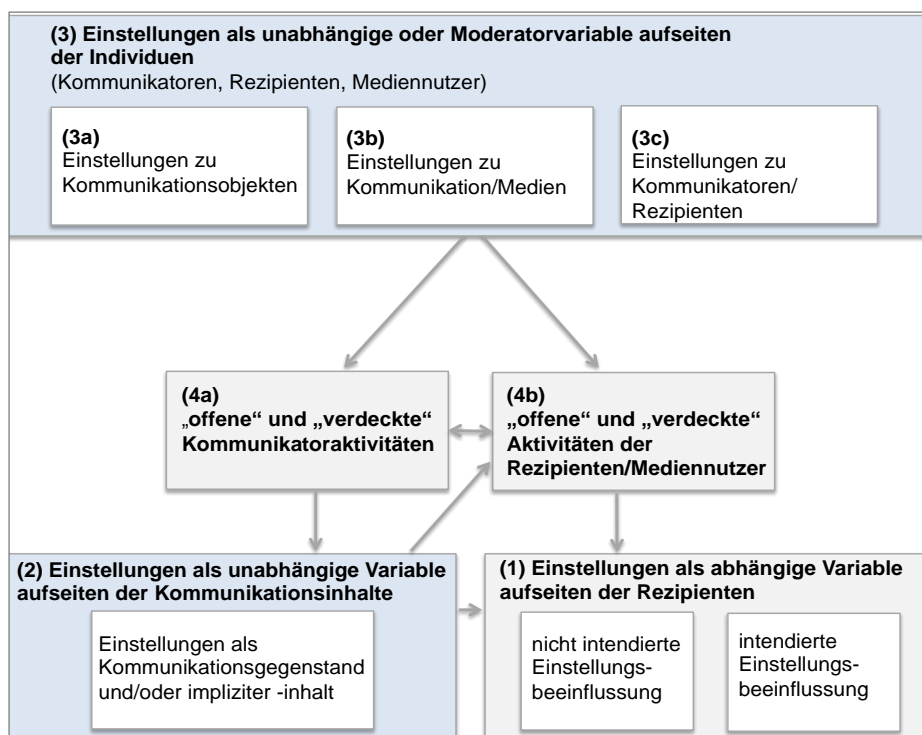 (3) Einstellungen als unabhängige oder Moderatorvariable aufseiten
der Individuen
(Kommunikatoren, Rezipienten, Mediennutzer)
(3a)
Einstellungen zu
Kommunikationsobjekten
(3b)
Einstellungen zu
Kommunikation/Medien
(3c)
Einstellungen zu
Kommunikatoren/
Rezipienten
(4a)
„offene“ und „verdeckte“
Kommunikatoraktivitäten
(4b)
„offene“ und „verdeckte“
Aktivitäten der
Rezipienten/Mediennutzer
(2) Einstellungen als unabhängige Variable
aufseiten der Kommunikationsinhalte
Einstellungen als
Kommunikationsgegenstand
und/oder impliziter -inhalt
(1) Einstellungen als abhängige Variable
aufseiten der Rezipienten
nicht intendierte
Einstellungs-
beeinflussung
intendierte
Einstellungs-
beeinflussung